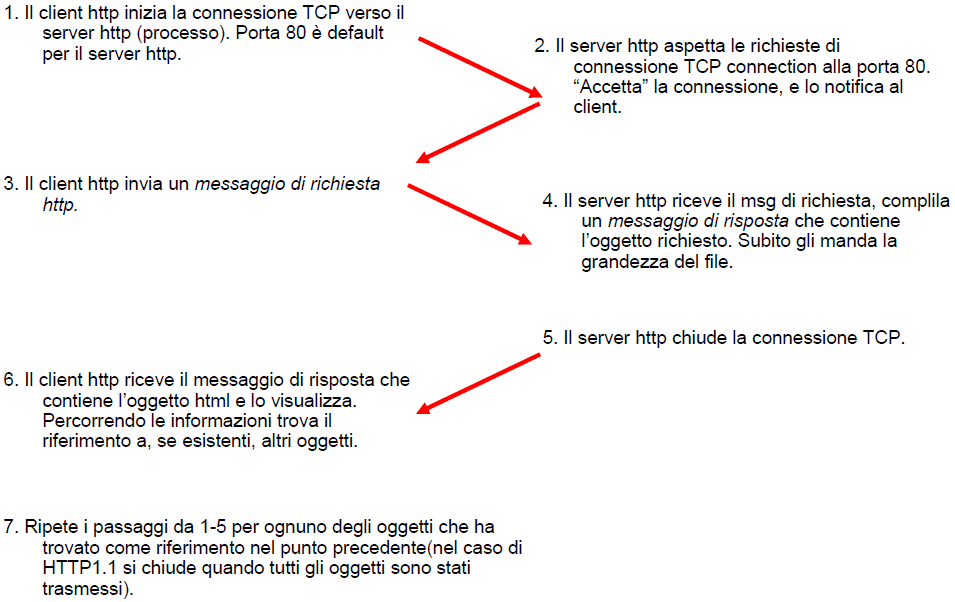 1. Il client http inizia la connessione TCP verso il
server http (processo). Porta 80 è default
per il server http.
2. Il server http aspetta le richieste di
connessione TCP connection alla porta 80.
“Accetta” la connessione, e lo notifica al
client.
3. Il client http invia un messaggio di richiesta
http.
4. Il server http riceve il msg di richiesta, complila
un messaggio di risposta che contiene
l’oggetto richiesto. Subito gli manda la
grandezza del file.
5. Il server http chiude la connessione TCP.
6. Il client http riceve il messaggio di risposta che
contiene l’oggetto html e lo visualizza.
Percorrendo le informazioni trova il
riferimento a, se esistenti, altri oggetti.
7. Ripete i passaggi da 1-5 per ognuno degli oggetti che ha
trovato come riferimento nel punto precedente(nel caso di
HTTP1.1 si chiude quando tutti gli oggetti sono stati
trasmessi).